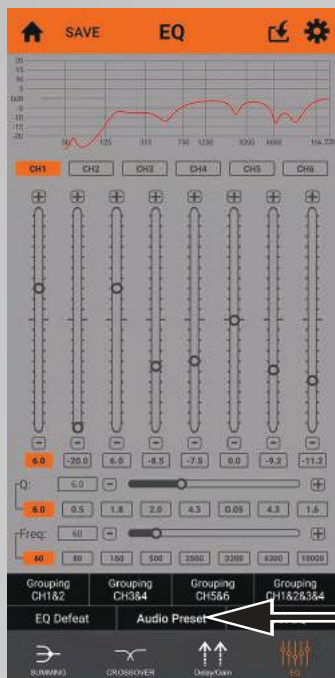 SAVE EQ
20
15
10
5
0dB
-5
-10
-15
-20
50 125 315 790 1250 3200 6000
CH1 CH2 CH3 CH4 CH5 CH6
6.0 -20.0 6.0 -8.5 -7.5 0.0 -9.2 -11.2
Q: 6.0
6.0 0.5 1.8 2.0 4.3 0.05 4.3 1.6
Freq: 60
60 80 160 500 2500 3200 6300 10000
Grouping CH1&2 Grouping CH3&4 Grouping CH5&6 Grouping CH1&2&3&4
EQ Defeat Audio Preset
SUMMING CROSSOVER Delay/Gain EQ